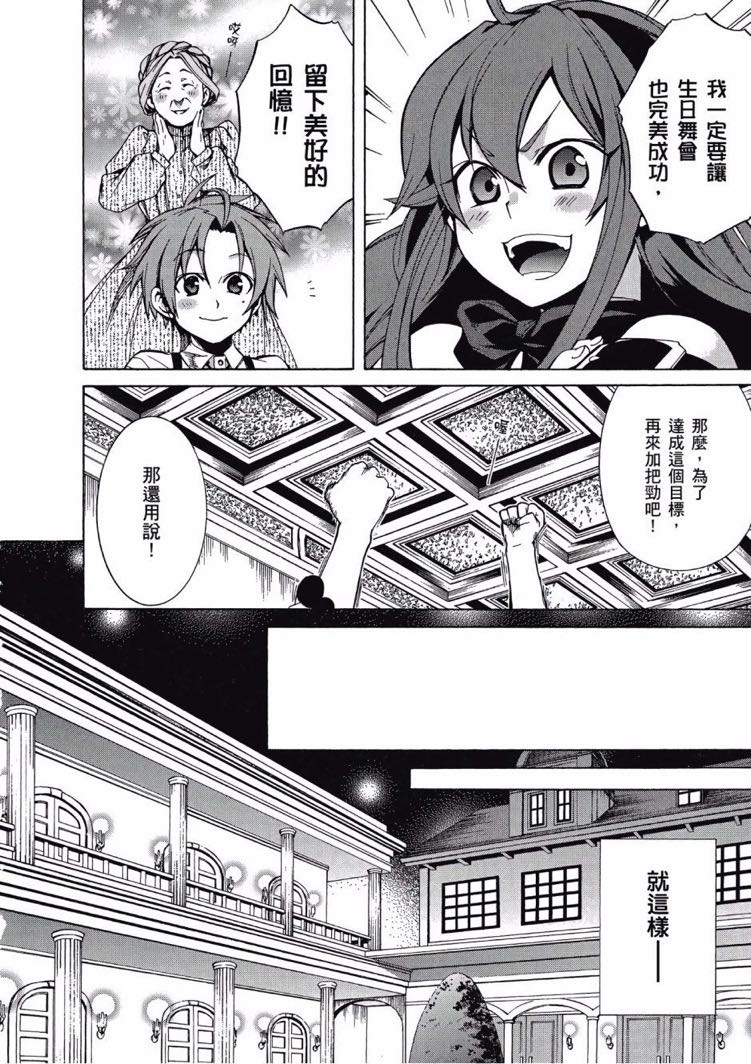 我一定要讓
生日舞會
也完美成功，
留下美好的
回憶!!
哎呀
那麼，為了
達成這個目標，
再來加把勁吧！
喔
那還用說！
就這樣——